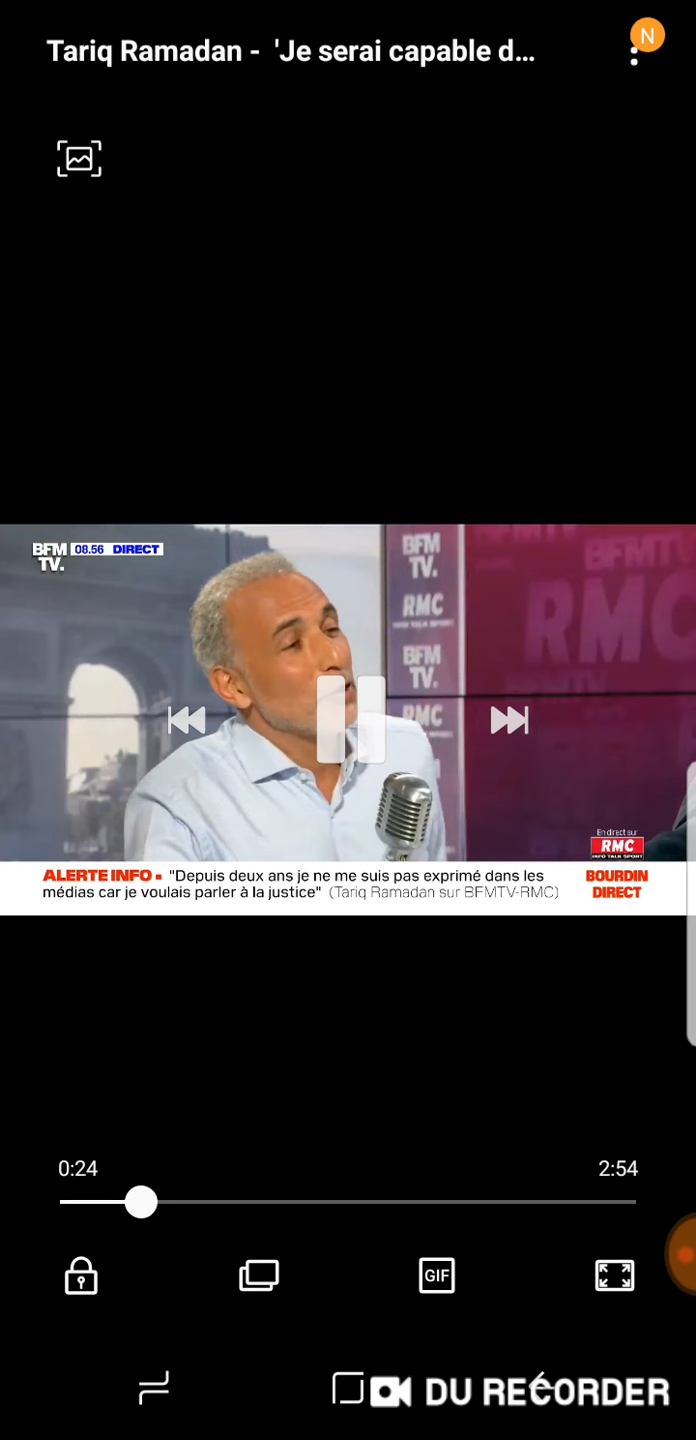 Tariq Ramadan - 'Je serai capable d...
N
BFM 08.56 DIRECT
TV.
BFM
TV.
RMC
BFM
TV.
RMC
BFMTV
RMC
En direct sur
RMC
INFO TALK SPORT
ALERTE INFO ▪ "Depuis deux ans je ne me suis pas exprimé dans les
médias car je voulais parler à la justice" (Tariq Ramadan sur BFMTV-RMC)
BOURDIN
DIRECT
0:24
2:54
GIF
DU RECORDER